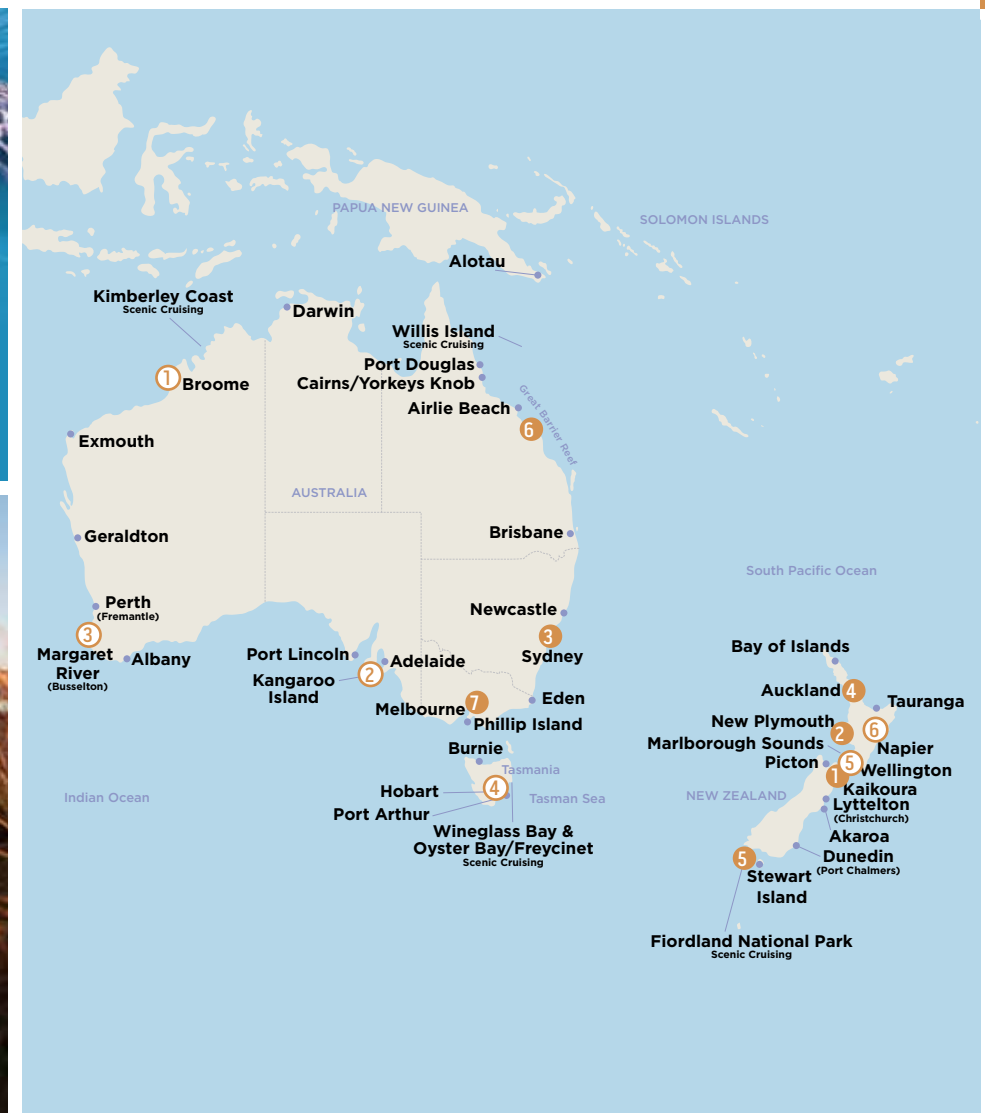 PAPUA NEW GUINEA
SOLOMON ISLANDS
Alotau
Kimberley Coast
Scenic Cruising
Darwin
Willis Island
Scenic Cruising
Port Douglas
Cairns/Yorkeys Knob
1
Broome
Airlie Beach
Great Barrier Reef
6
Exmouth
AUSTRALIA
Geraldton
Brisbane
South Pacific Ocean
Perth
(Fremantle)
Newcastle
3
3
Sydney
Margaret
River
(Busselton)
Albany
Port Lincoln
Adelaide
2
Kangaroo
Island
Bay of Islands
Auckland
4
Tauranga
Eden
7
Melbourne
Phillip Island
New Plymouth
2
6
Marlborough Sounds
Napier
Picton
5
1
Wellington
Kaikoura
Burnie
Tasmania
Hobart
4
Tasman Sea
Port Arthur
Indian Ocean
NEW ZEALAND
Lyttelton
(Christchurch)
Akaroa
Wineglass Bay &
Oyster Bay/Freycinet
Scenic Cruising
Dunedin
(Port Chalmers)
5
Stewart
Island
Fiordland National Park
Scenic Cruising